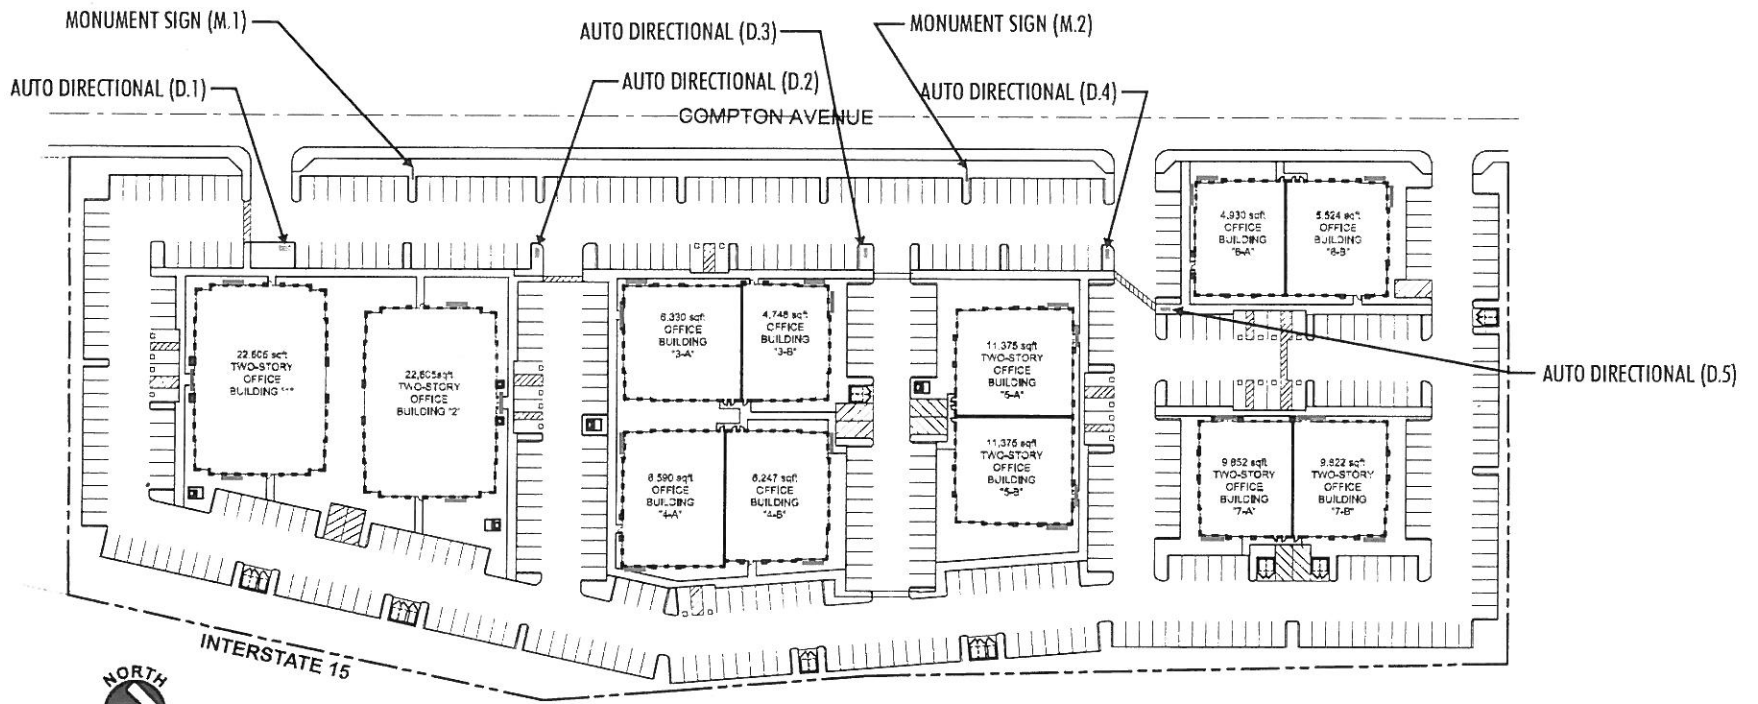 MONUMENT SIGN (M.1)
AUTO DIRECTIONAL (D.3)
MONUMENT SIGN (M.2)
AUTO DIRECTIONAL (D.1)
AUTO DIRECTIONAL (D.2)
AUTO DIRECTIONAL (D.4)
COMPTON AVENUE
4,930 sqft
OFFICE
BUILDING
"6-A"
5,524 sqft
OFFICE
BUILDING
"6-B"
6,330 sqft
OFFICE
BUILDING
"3-A"
4,748 sqft
OFFICE
BUILDING
"3-B"
22,605 sqft
TWO-STORY
OFFICE
BUILDING "1"
22,605sqft
TWO-STORY
OFFICE
BUILDING "2"
11,375 sqft
TWO-STORY
OFFICE
BUILDING
"5-A"
AUTO DIRECTIONAL (D.5)
11,375 sqft
TWO-STORY
OFFICE
BUILDING
"5-B"
6,590 sqft
OFFICE
BUILDING
"4-A"
6,247 sqft
OFFICE
BUILDING
"4-B"
9,852 sqft
TWO-STORY
OFFICE
BUILDING
"7-A"
9,822 sqft
TWO-STORY
OFFICE
BUILDING
"7-B"
INTERSTATE 15
NORTH